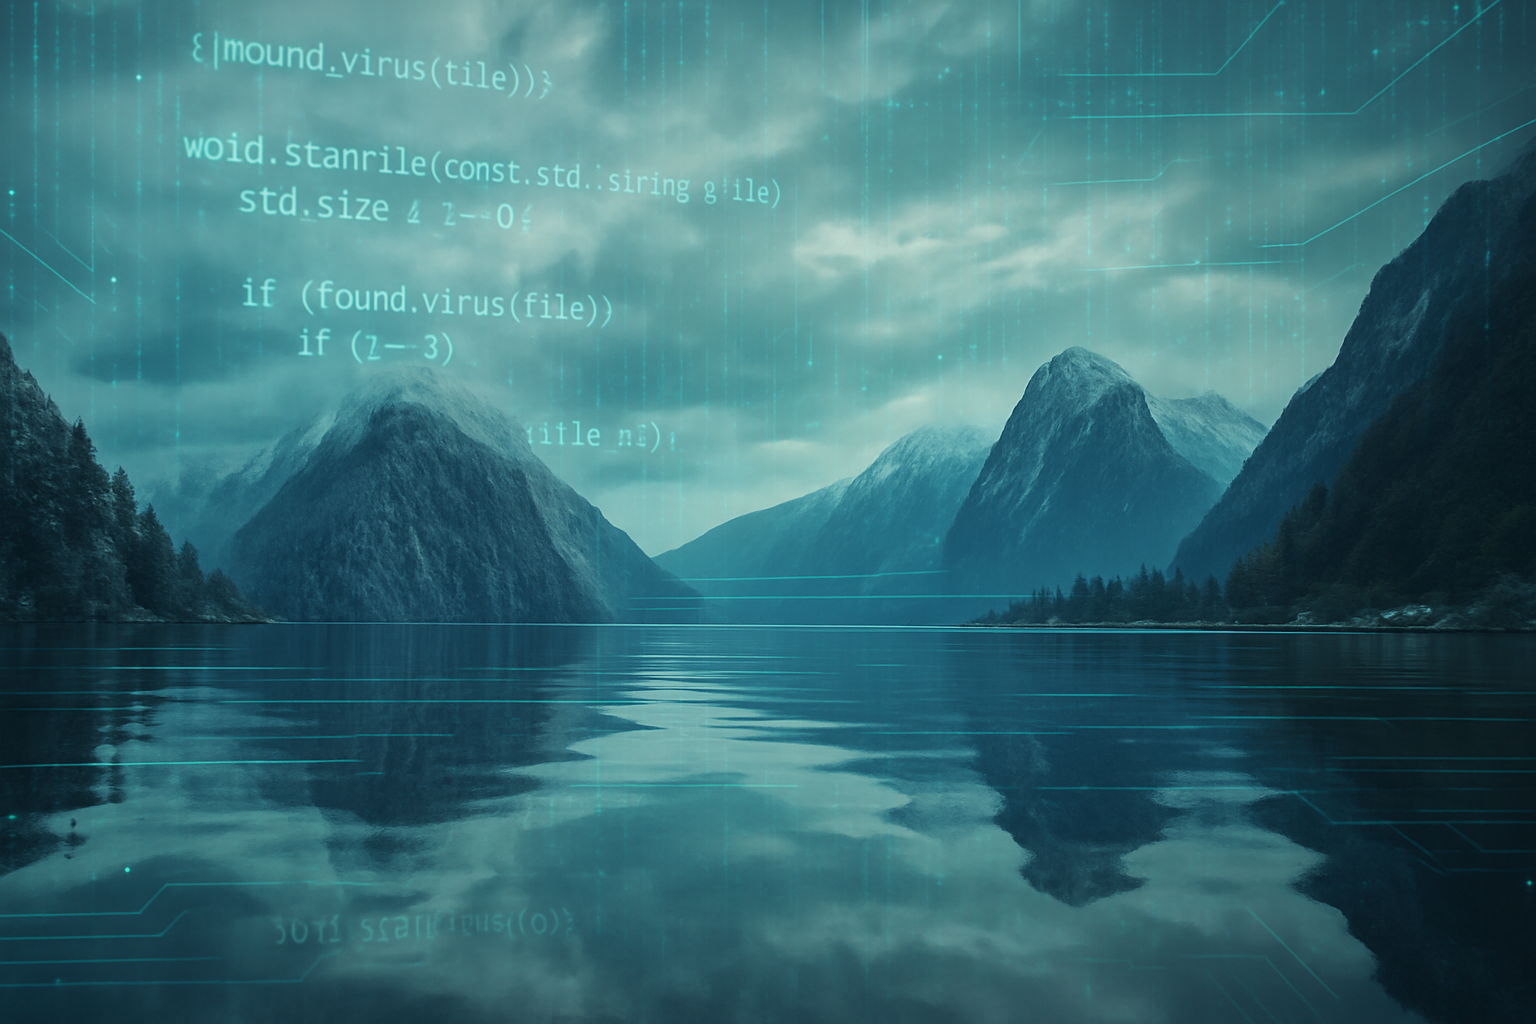 {|mound_virus(tile))}
woid.stanrile(const.std..siring g ile)
std.size
if (found.virus(file))
if (z— 3)